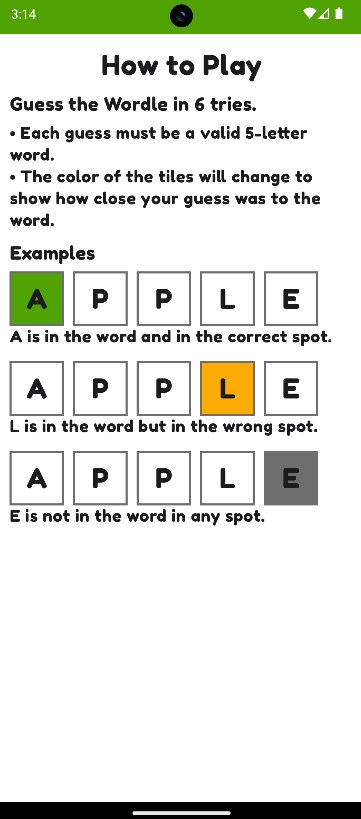 3:14
How to Play
Guess the Wordle in 6 tries.
• Each guess must be a valid 5-letter
word.
• The color of the tiles will change to
show how close your guess was to the
word.
Examples
A P P L E
A is in the word and in the correct spot.
A P P L E
L is in the word but in the wrong spot.
A P P L E
E is not in the word in any spot.